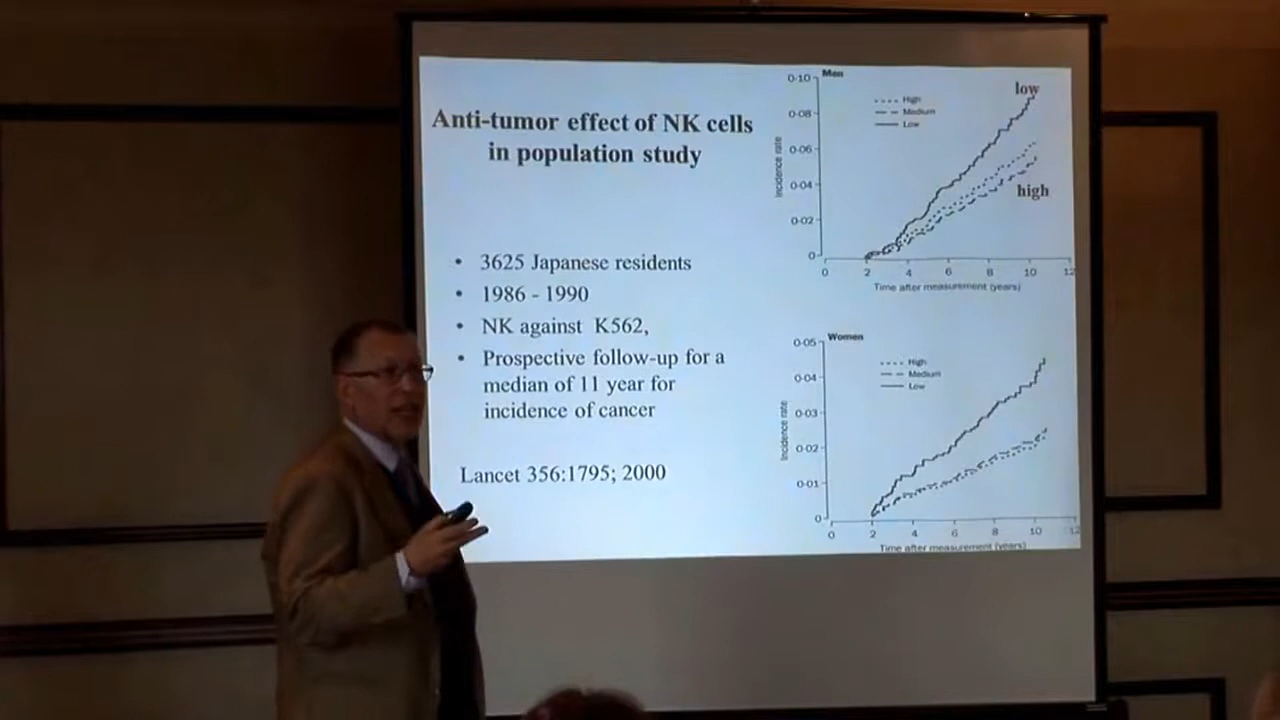 Anti-tumor effect of NK cells
in population study
• 3625 Japanese residents
• 1986 - 1990
• NK against K562,
• Prospective follow-up for a
median of 11 year for
incidence of cancer
Lancet 356:1795; 2000
Men
0·10
0·08
0·06
0·04
0·02
0
Incidence rate
High
Medium
Low
low
high
0 2 4 6 8 10 12
Time after measurement (years)
Women
0·05
0·04
0·03
0·02
0·01
0
Incidence rate
High
Medium
Low
0 2 4 6 8 10 12
Time after measurement (years)